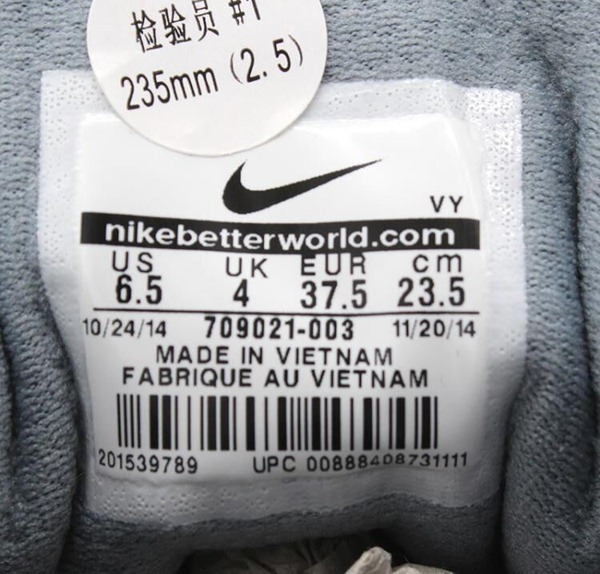 检验员 #1
235mm (2.5)
VY
nikebetterworld.com
US UK EUR cm
6.5 4 37.5 23.5
10/24/14 709021-003 11/20/14
MADE IN VIETNAM
FABRIQUE AU VIETNAM
201539789 UPC 00888408731111